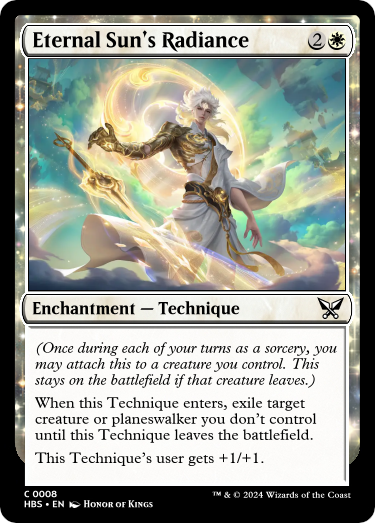 Eternal Sun's Radiance 2
Enchantment — Technique
(Once during each of your turns as a sorcery, you
may attach this to a creature you control. This
stays on the battlefield if that creature leaves.)
When this Technique enters, exile target
creature or planeswalker you don't control
until this Technique leaves the battlefield.
This Technique's user gets +1/+1.
C 0008
HBS • EN Honor of Kings
™ & © 2024 Wizards of the Coast